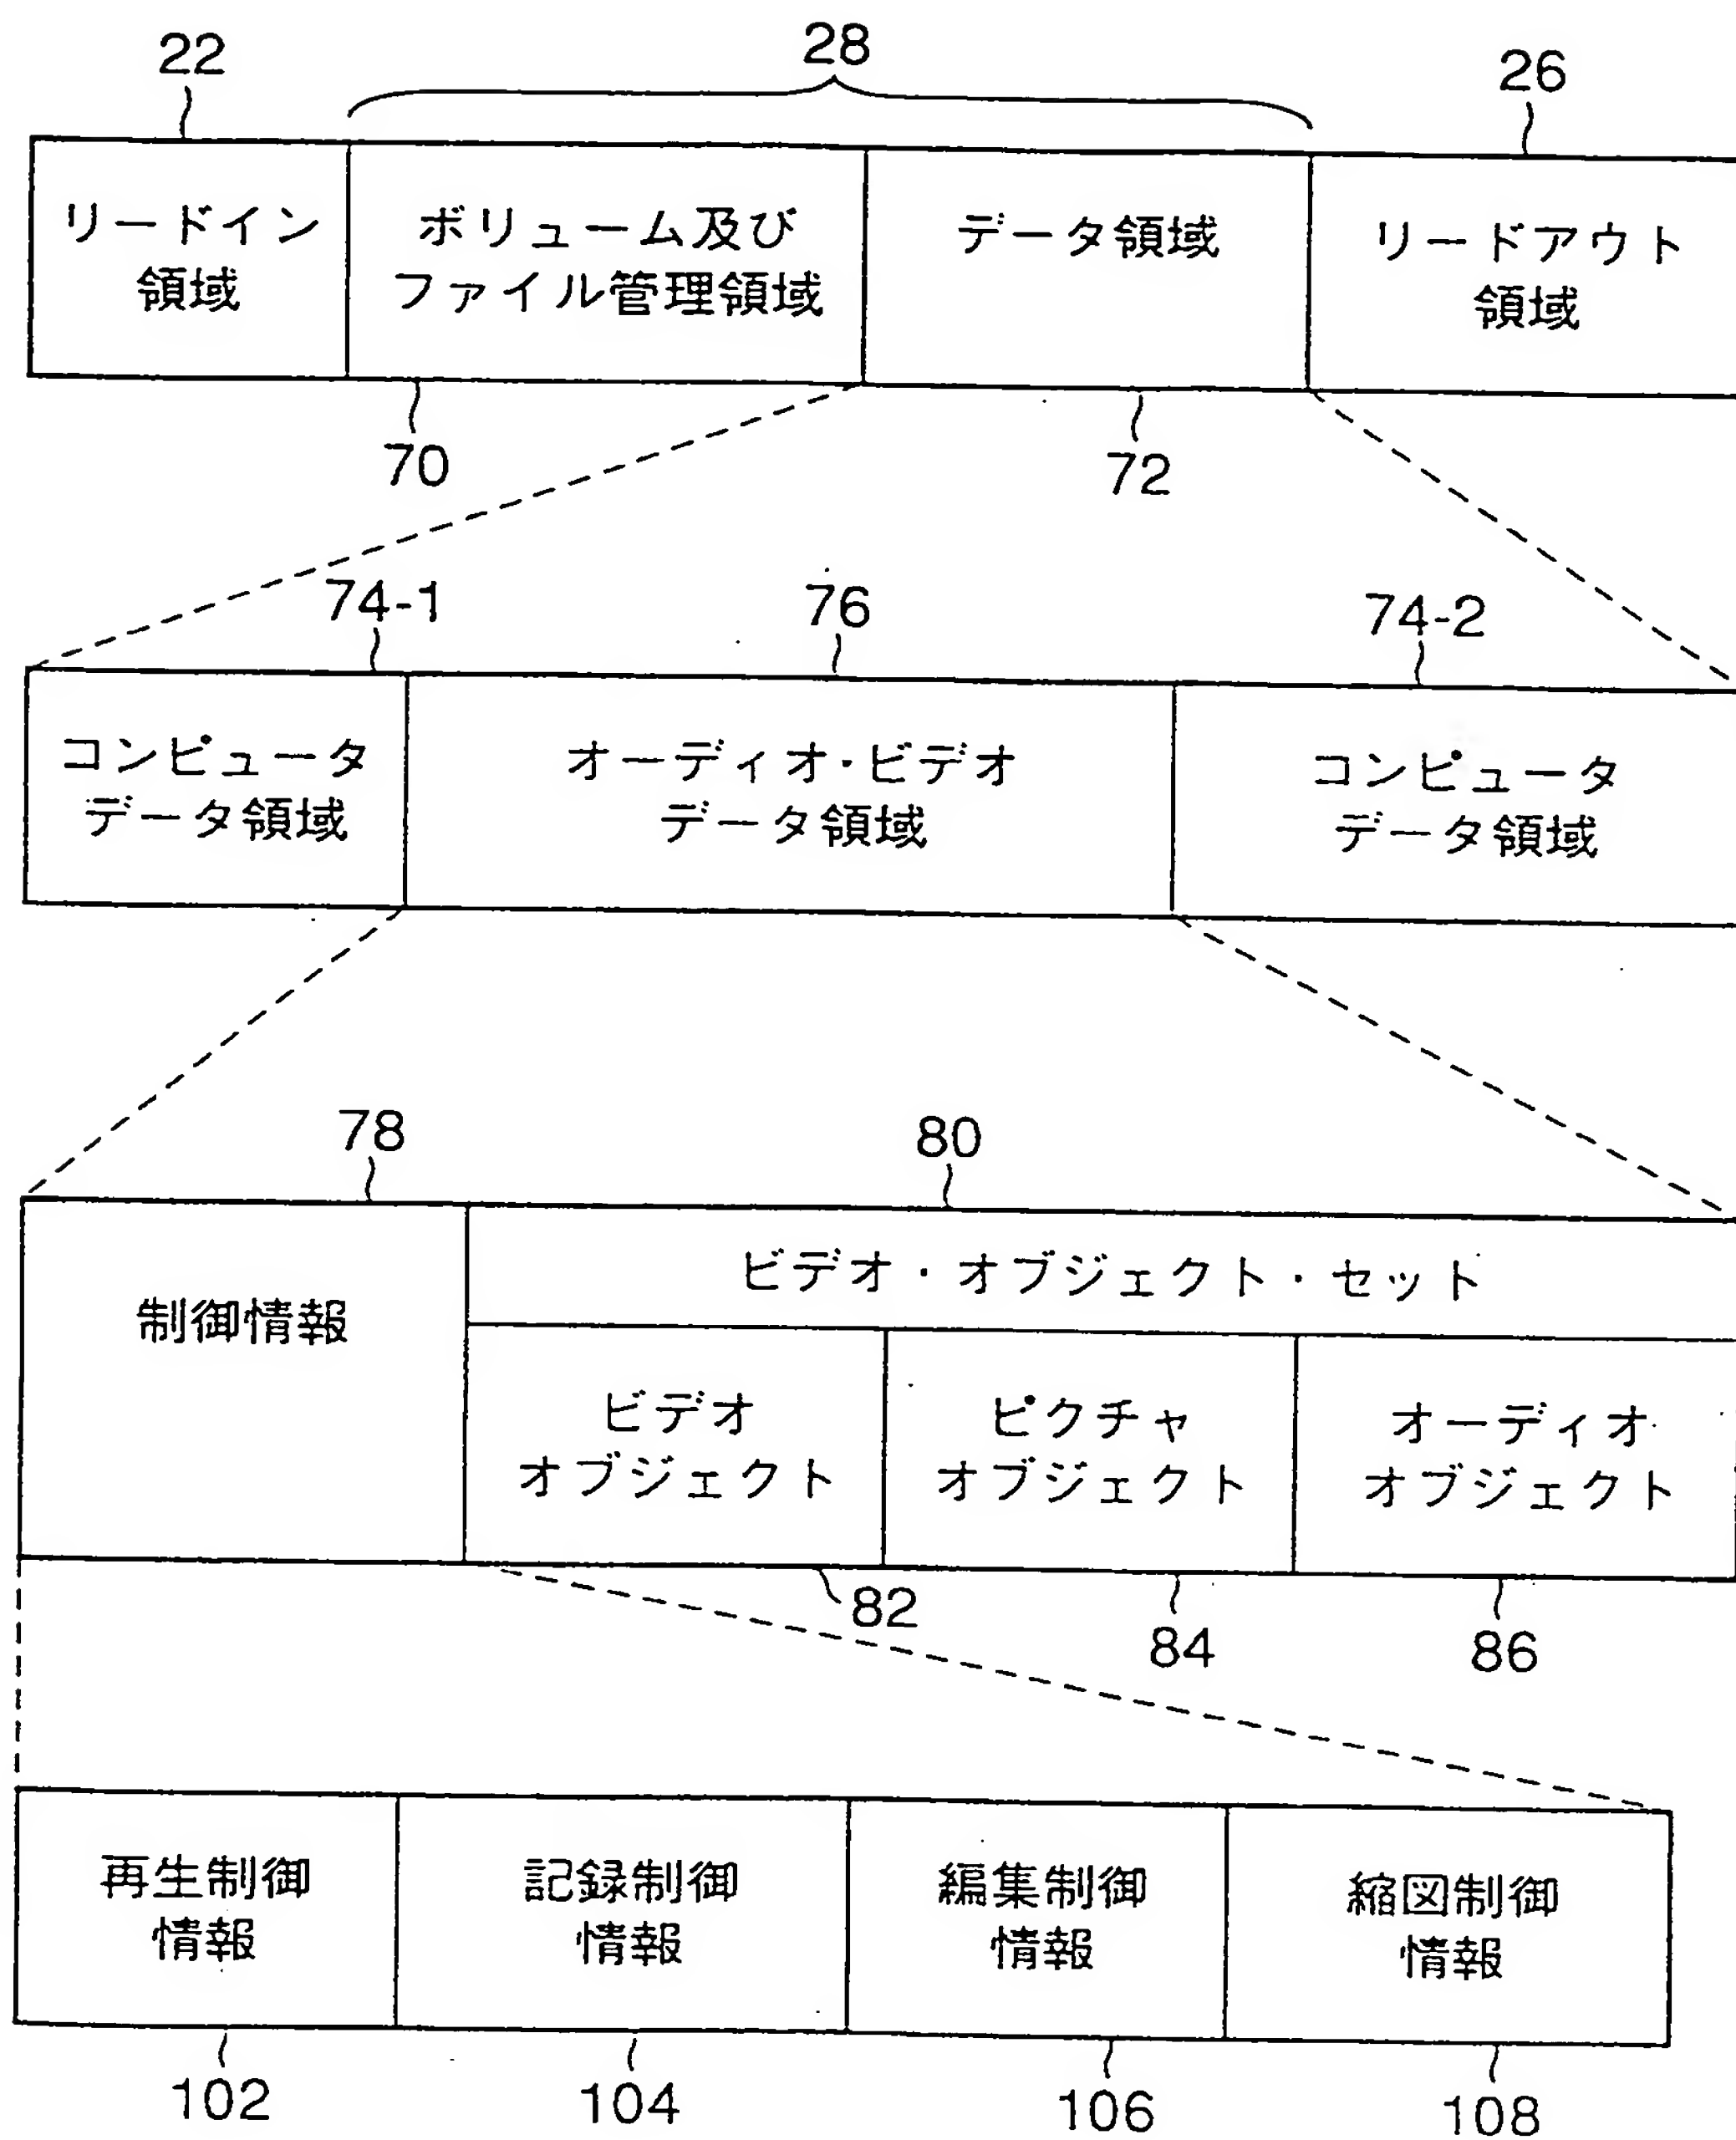 22
28
26
リードイン
領域
ボリューム及び
ファイル管理領域
データ領域
リードアウト
領域
70
72
74-1
76
74-2
コンピュータ
データ領域
オーディオ・ビデオ
データ領域
コンピュータ
データ領域
78
80
制御情報
ビデオ・オブジェクト・セット
ビデオ
オブジェクト
ピクチャ
オブジェクト
オーディオ
オブジェクト
82
84
86
再生制御
情報
記録制御
情報
編集制御
情報
縮図制御
情報
102
104
106
108